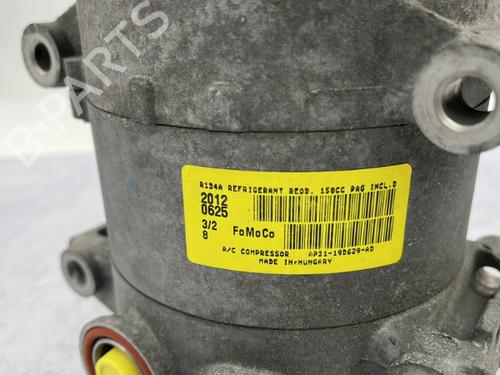 B-PARTS
R134A REFRIGERANT REQD. 150CC PAG INCL.D
2012
0625
3/2
8
FoMoCo
A/C COMPRESSOR AP31-19D629-AD
MADE IN HUNGARY